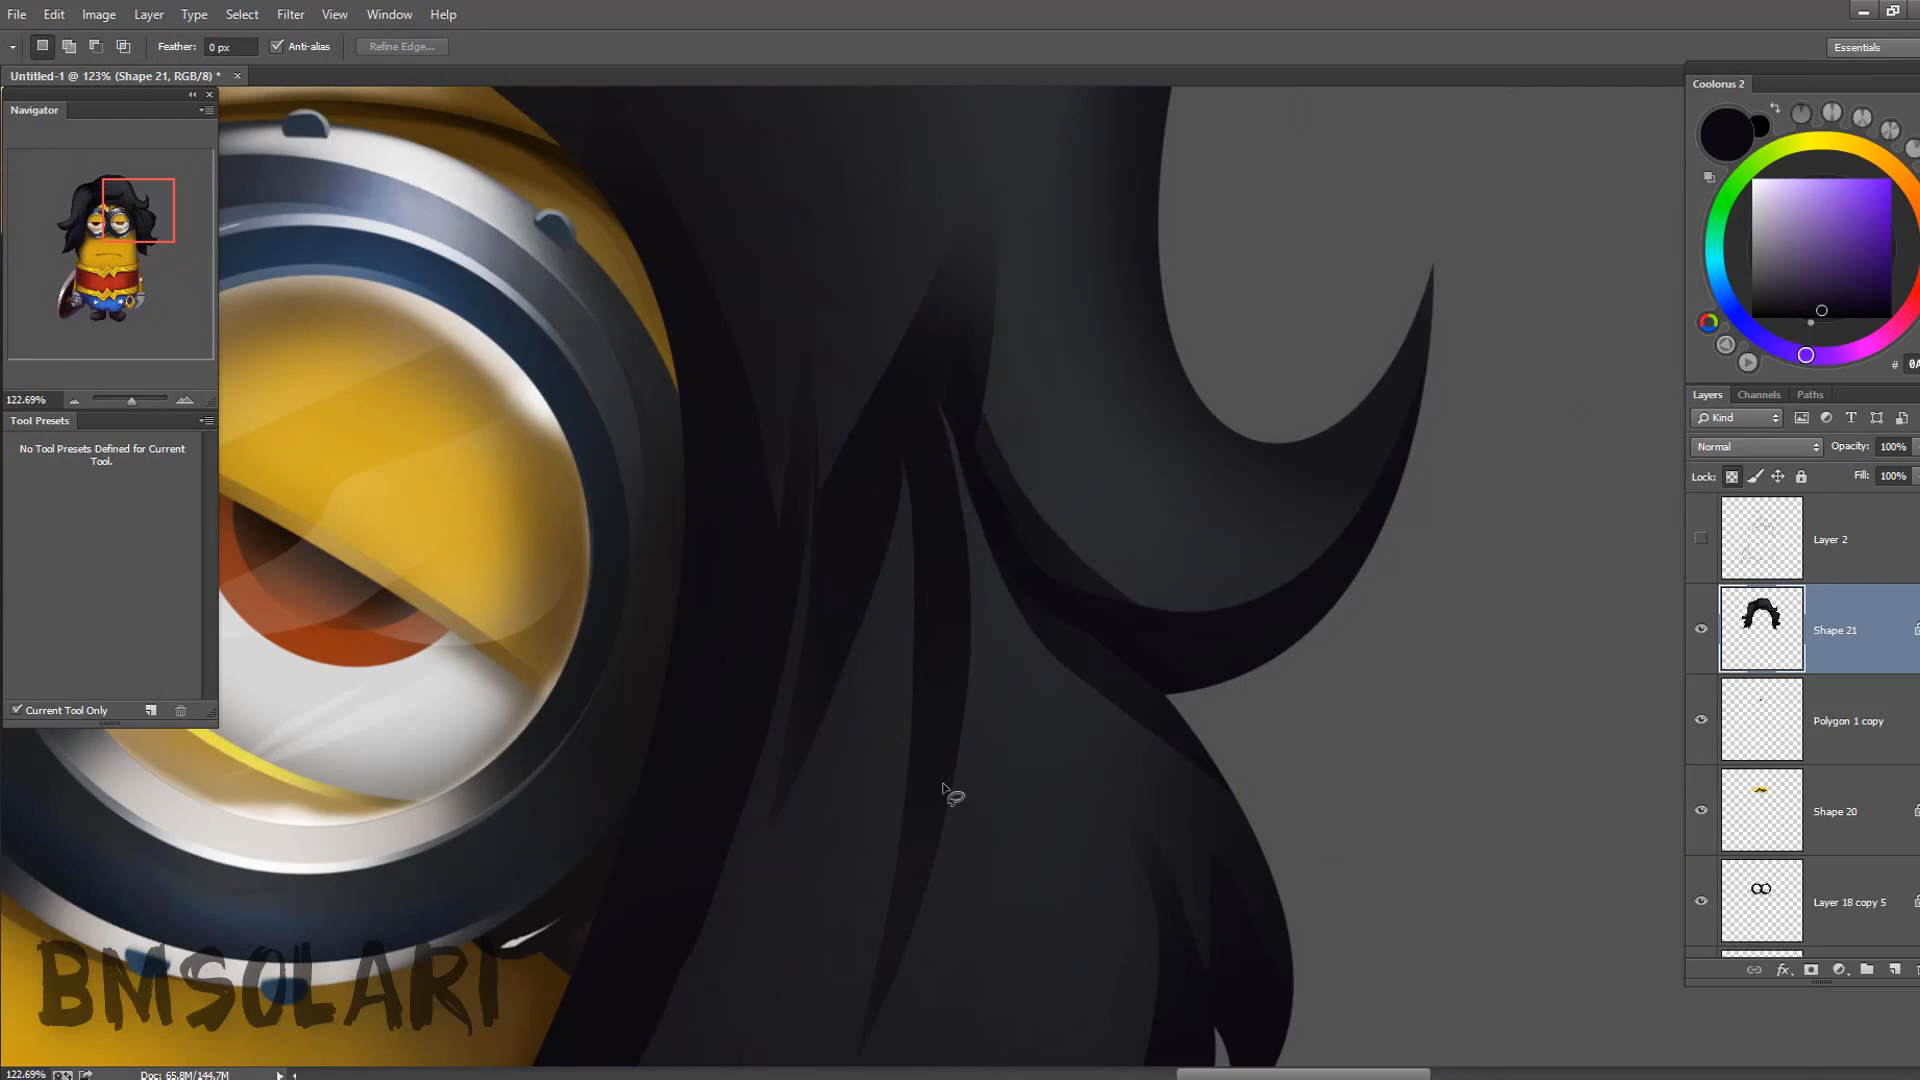 File Edit Image Layer Type Select Filter View Window Help
Feather: 0 px Anti-alias Refine Edge... Essentials
Untitled-1 @ 123% (Shape 21, RGB/8) * ×
Navigator
122.69%
Tool Presets
No Tool Presets Defined for Current
Tool.
Current Tool Only
Coolorus 2
# 0A
Layers Channels Paths
Kind
Normal Opacity: 100%
Lock: Fill: 100%
Layer 2
Shape 21
Polygon 1 copy
Shape 20
Layer 18 copy 5
fx
BMSOLARI
122.69% Doc: 65.8M/144.7M